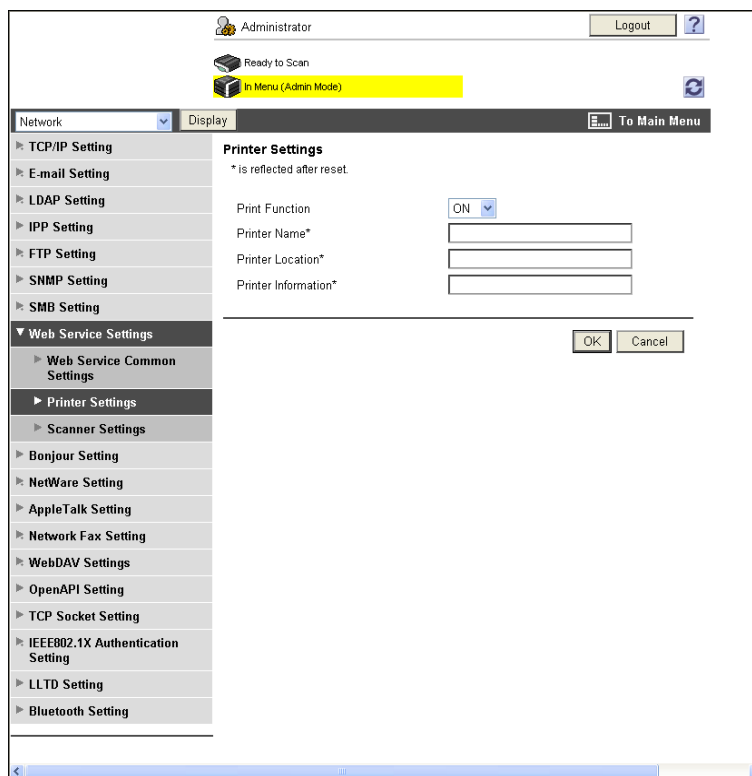 Administrator
Logout
?
Ready to Scan
In Menu (Admin Mode)
Network
Display
To Main Menu
TCP/IP Setting
E-mail Setting
LDAP Setting
IPP Setting
FTP Setting
SNMP Setting
SMB Setting
Web Service Settings
Web Service Common
Settings
Printer Settings
Scanner Settings
Bonjour Setting
NetWare Setting
AppleTalk Setting
Network Fax Setting
WebDAV Settings
OpenAPI Setting
TCP Socket Setting
IEEE802.1X Authentication
Setting
LLTD Setting
Bluetooth Setting
Printer Settings
* is reflected after reset.
Print Function
ON
Printer Name*
Printer Location*
Printer Information*
OK
Cancel